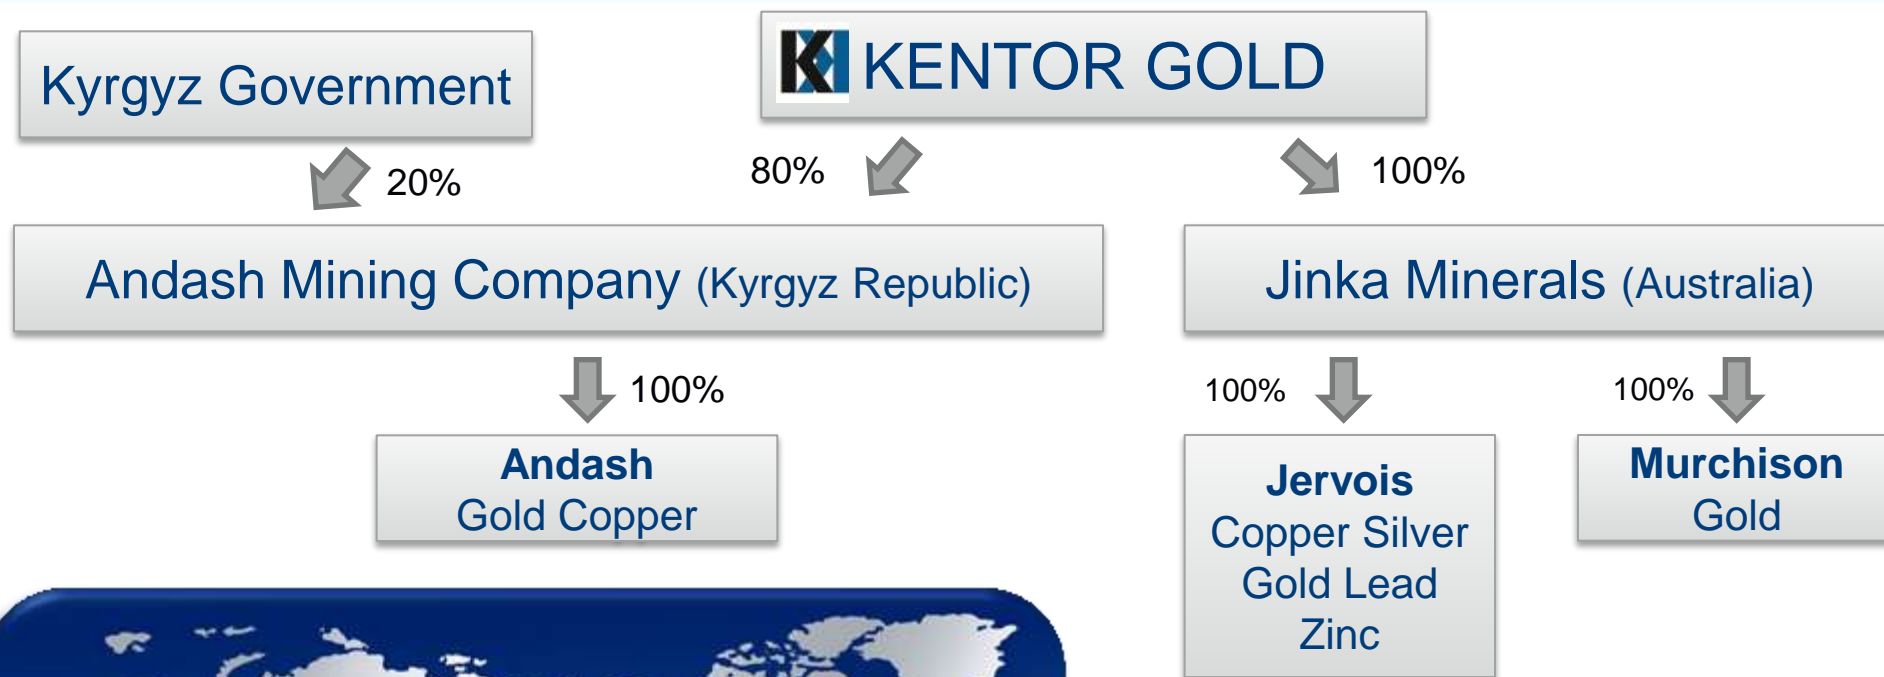 Kyrgyz Government
KENTOR GOLD
20%
80%
100%
Andash Mining Company (Kyrgyz Republic)
Jinka Minerals (Australia)
100%
100%
100%
Andash
Gold Copper
Jervois
Copper Silver
Gold Lead
Zinc
Murchison
Gold